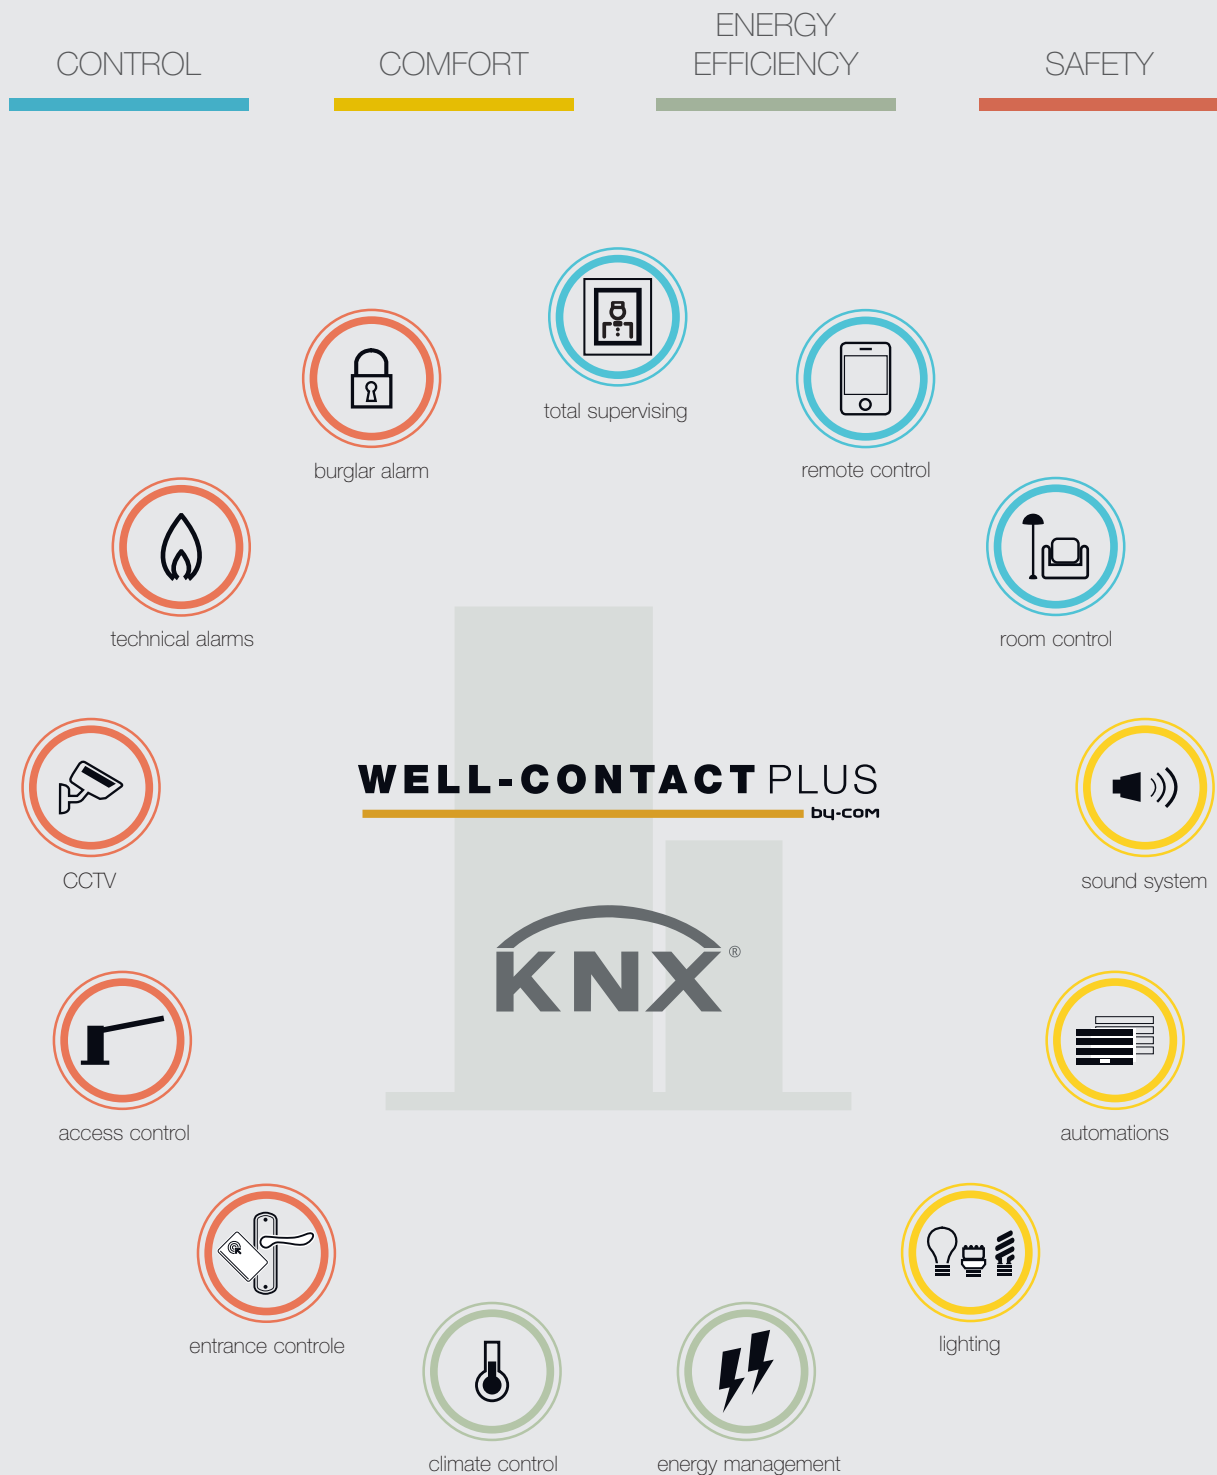 CONTROL
COMFORT
ENERGY
EFFICIENCY
SAFETY
total supervising
burglar alarm
remote control
technical alarms
room control
WELL-CONTACT PLUS
by-com
CCTV
sound system
KNX®
access control
automations
entrance controle
lighting
climate control
energy management